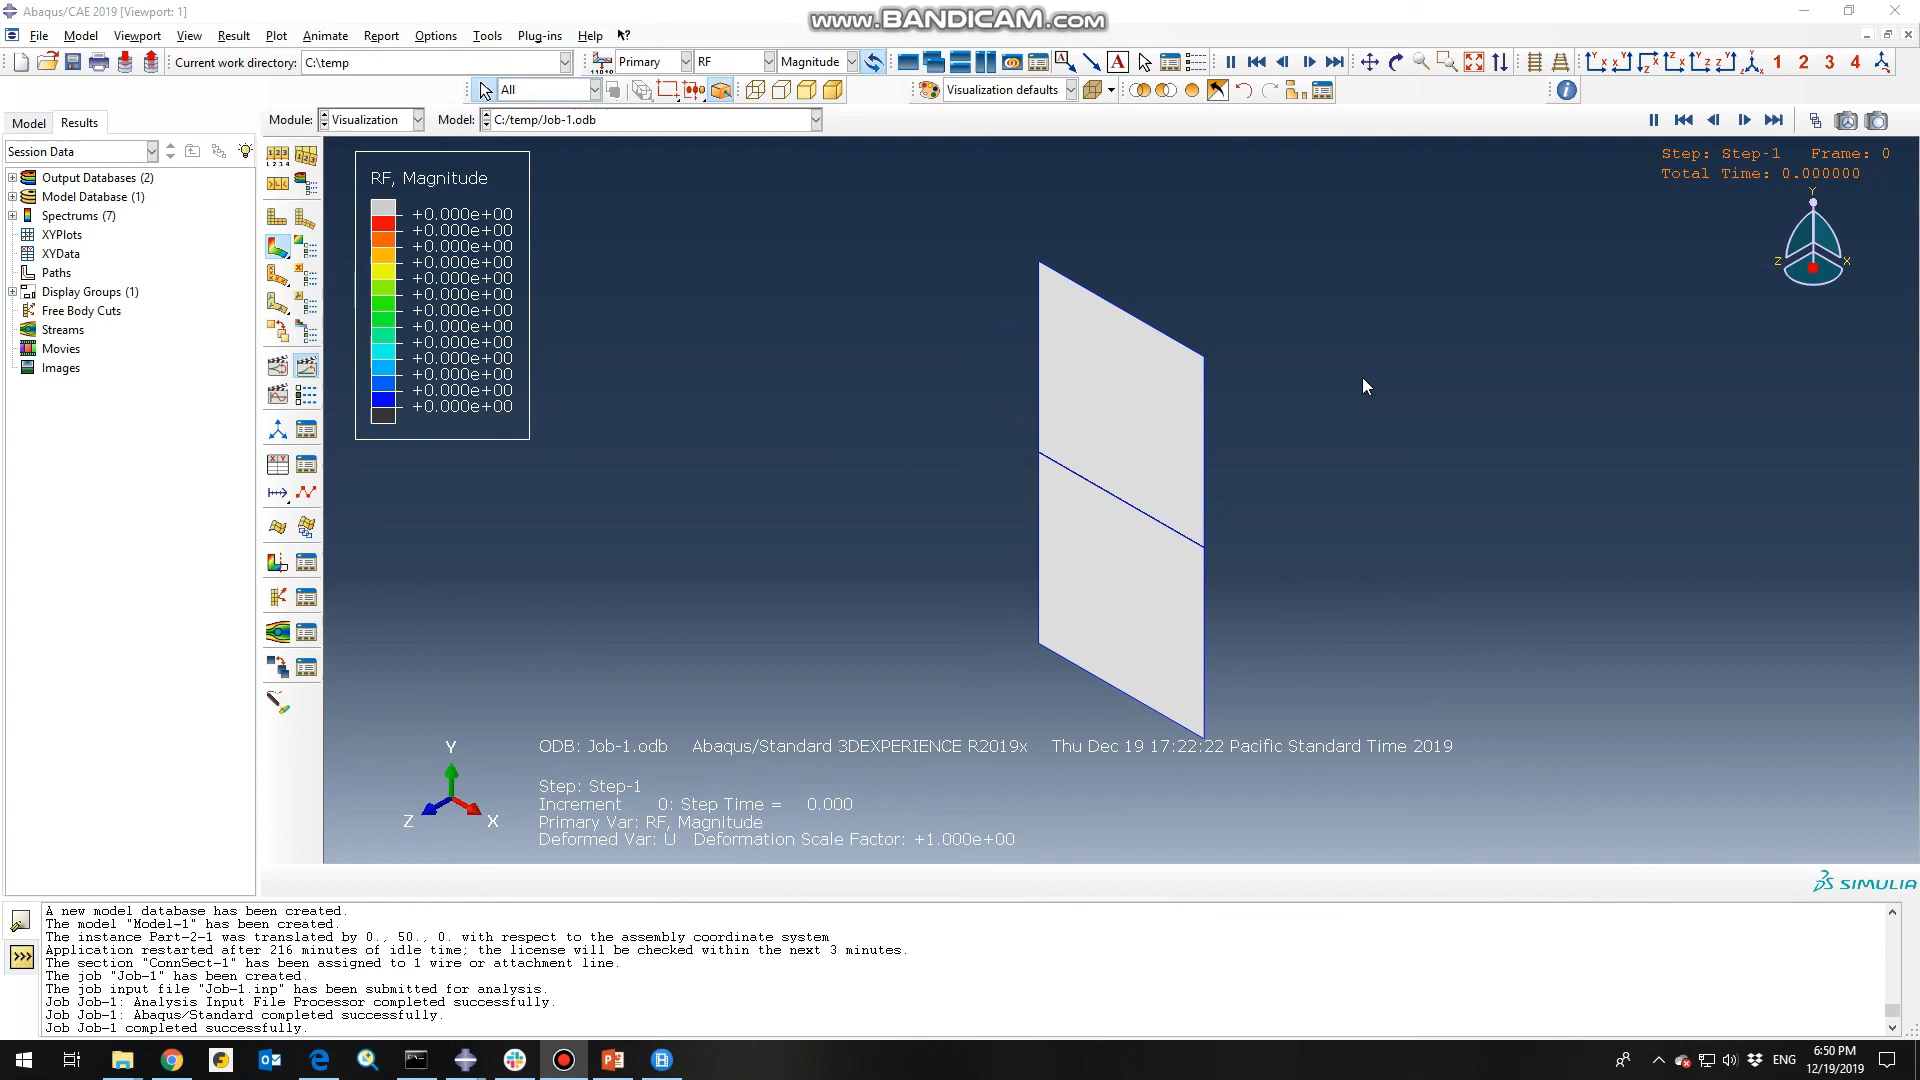 Abaqus/CAE 2019 [Viewport: 1]
www.BANDICAM.com
File Model Viewport View Result Plot Animate Report Options Tools Plug-ins Help
Current work directory: C:\temp
Primary RF Magnitude
1 2 3 4
All
Visualization defaults
Model Results
Module: Visualization Model: C:/temp/Job-1.odb
Session Data
Output Databases (2)
Model Database (1)
Spectrums (7)
XYPlots
XYData
Paths
Display Groups (1)
Free Body Cuts
Streams
Movies
Images
RF, Magnitude
+0.000e+00
+0.000e+00
+0.000e+00
+0.000e+00
+0.000e+00
+0.000e+00
+0.000e+00
+0.000e+00
+0.000e+00
+0.000e+00
+0.000e+00
+0.000e+00
+0.000e+00
Step: Step-1 Frame: 0
Total Time: 0.000000
Y
Z X
Y
Z X
ODB: Job-1.odb Abaqus/Standard 3DEXPERIENCE R2019x Thu Dec 19 17:22:22 Pacific Standard Time 2019
Step: Step-1
Increment 0: Step Time = 0.000
Primary Var: RF, Magnitude
Deformed Var: U Deformation Scale Factor: +1.000e+00
SIMULIA
A new model database has been created.
The model "Model-1" has been created.
The instance Part-2-1 was translated by 0., 50., 0. with respect to the assembly coordinate system
Application restarted after 216 minutes of idle time; the license will be checked within the next 3 minutes.
The section "ConnSect-1" has been assigned to 1 wire or attachment line.
The job "Job-1" has been created.
The job input file "Job-1.inp" has been submitted for analysis.
Job Job-1: Analysis Input File Processor completed successfully.
Job Job-1: Abaqus/Standard completed successfully.
Job Job-1 completed successfully.
ENG
6:50 PM
12/19/2019